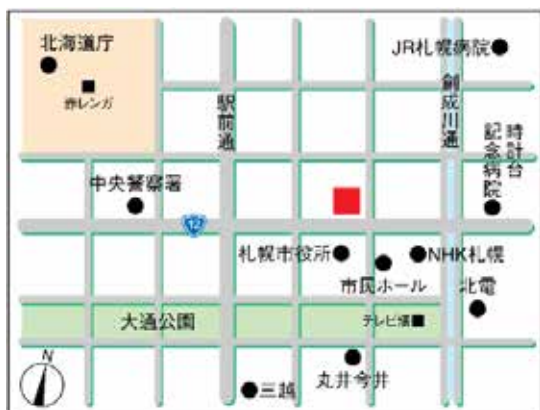 北海道庁
赤レンガ
駅前通
JR札幌病院
創成川通
時計台
記念病院
中央警察署
12
札幌市役所
NHK札幌
市民ホール
北電
大通公園
テレビ塔
丸井今井
三越
N